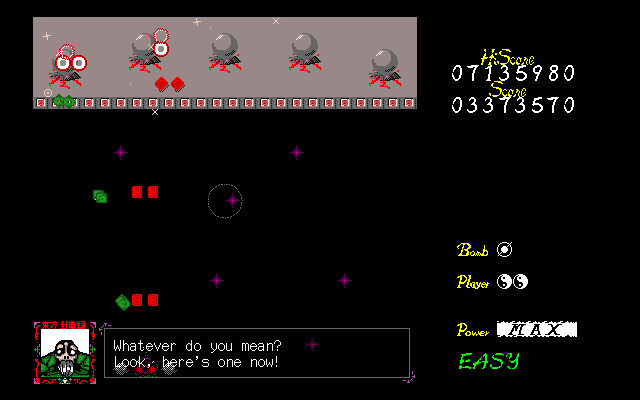 HiScore
07135980
Score
03373570
Bomb
Player
Power MAX
EASY
Whatever do you mean?
Look, here's one now!